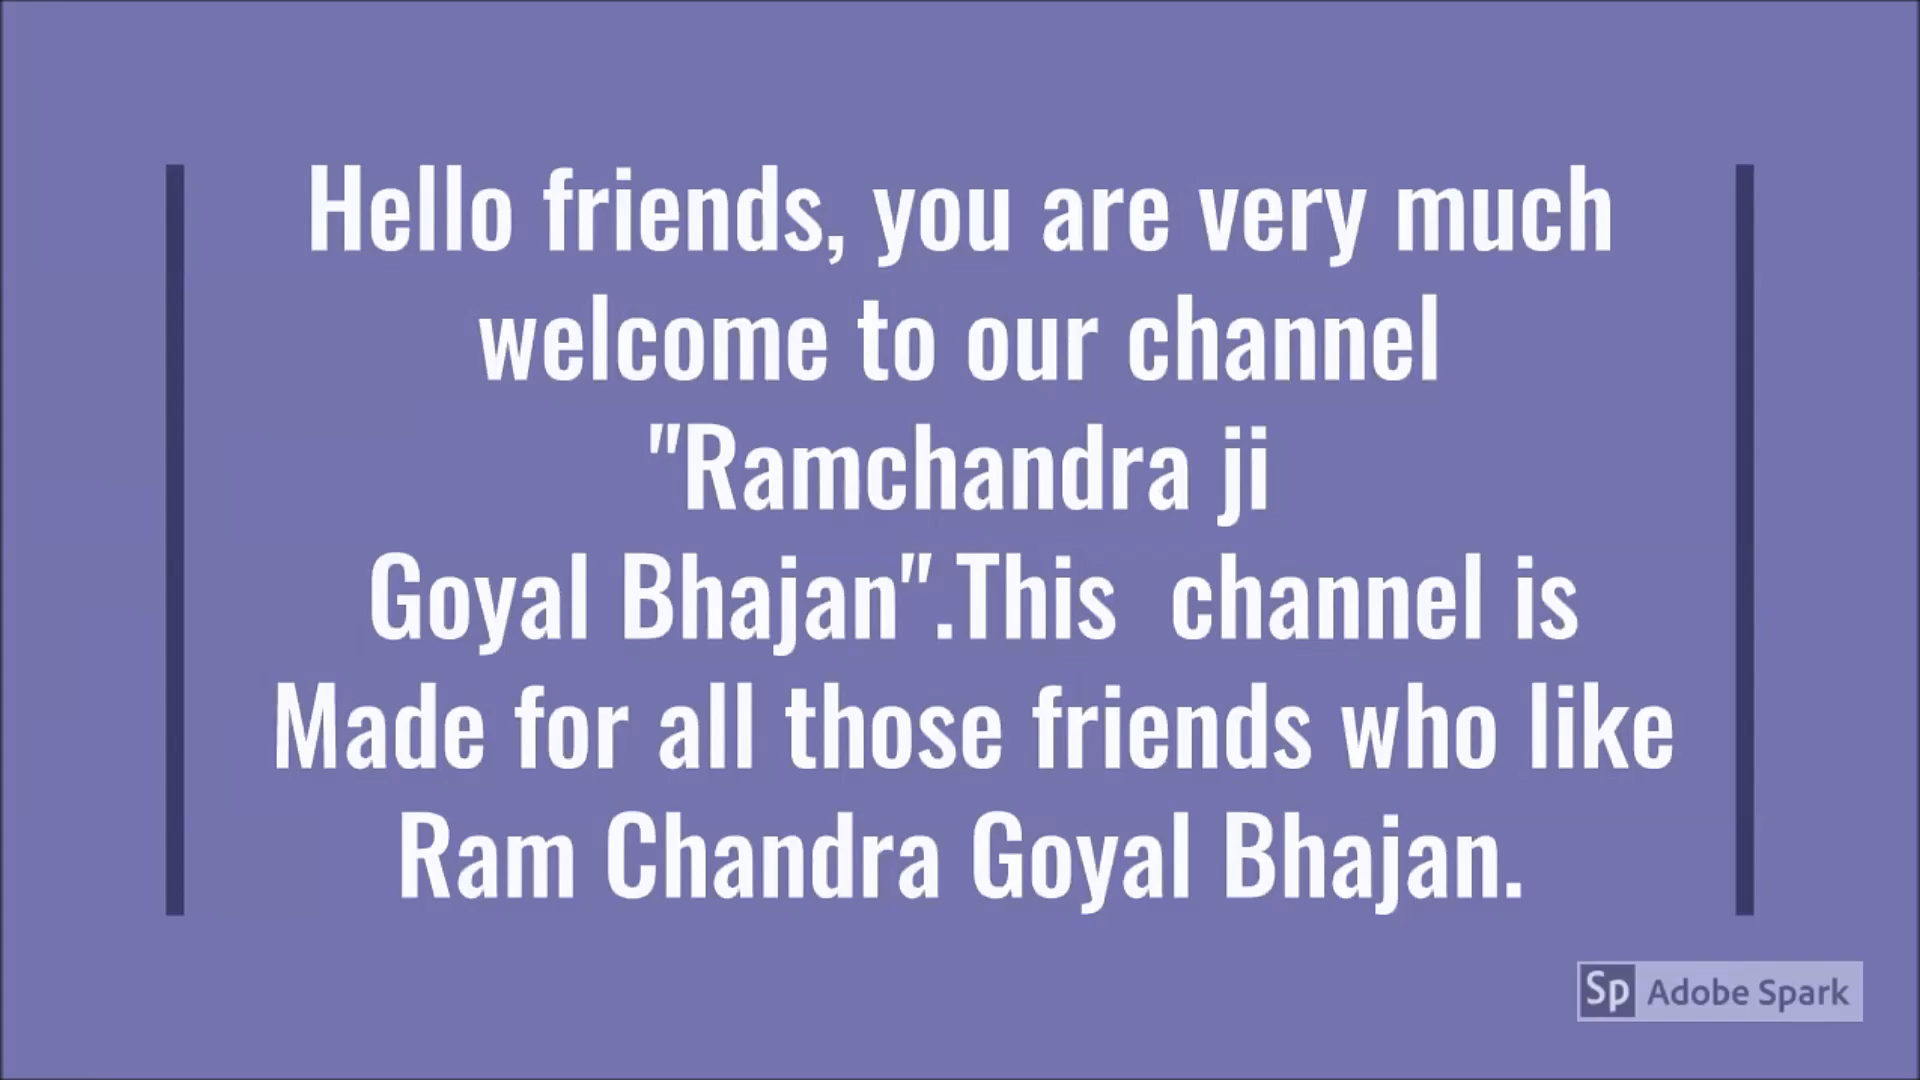 Hello friends, you are very much
welcome to our channel
"Ramchandra ji
Goyal Bhajan".This  channel is
Made for all those friends who like
Ram Chandra Goyal Bhajan.
Sp Adobe Spark